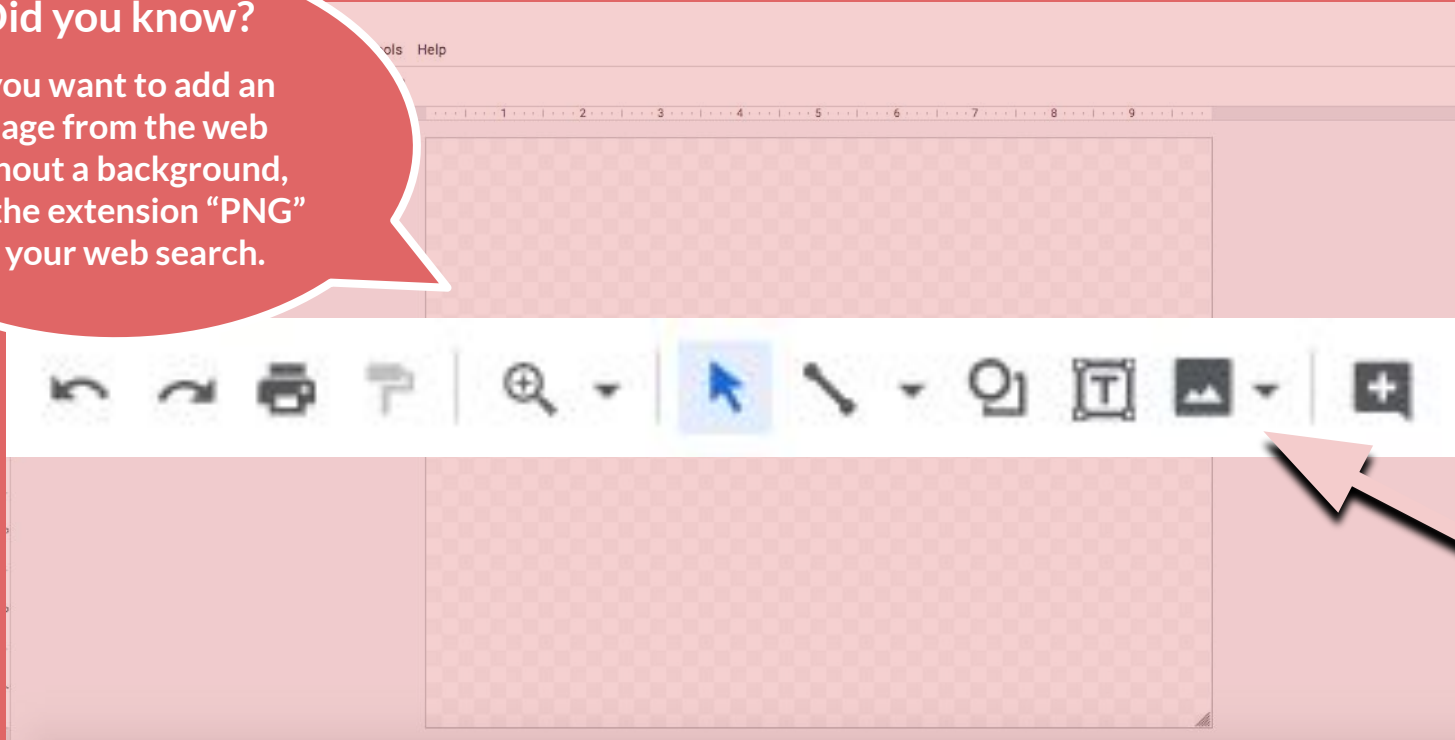 Did you know?
ols Help
you want to add an
age from the web
hout a background,
the extension “PNG”
your web search.
1 2 3 4 5 6 7 8 9
T